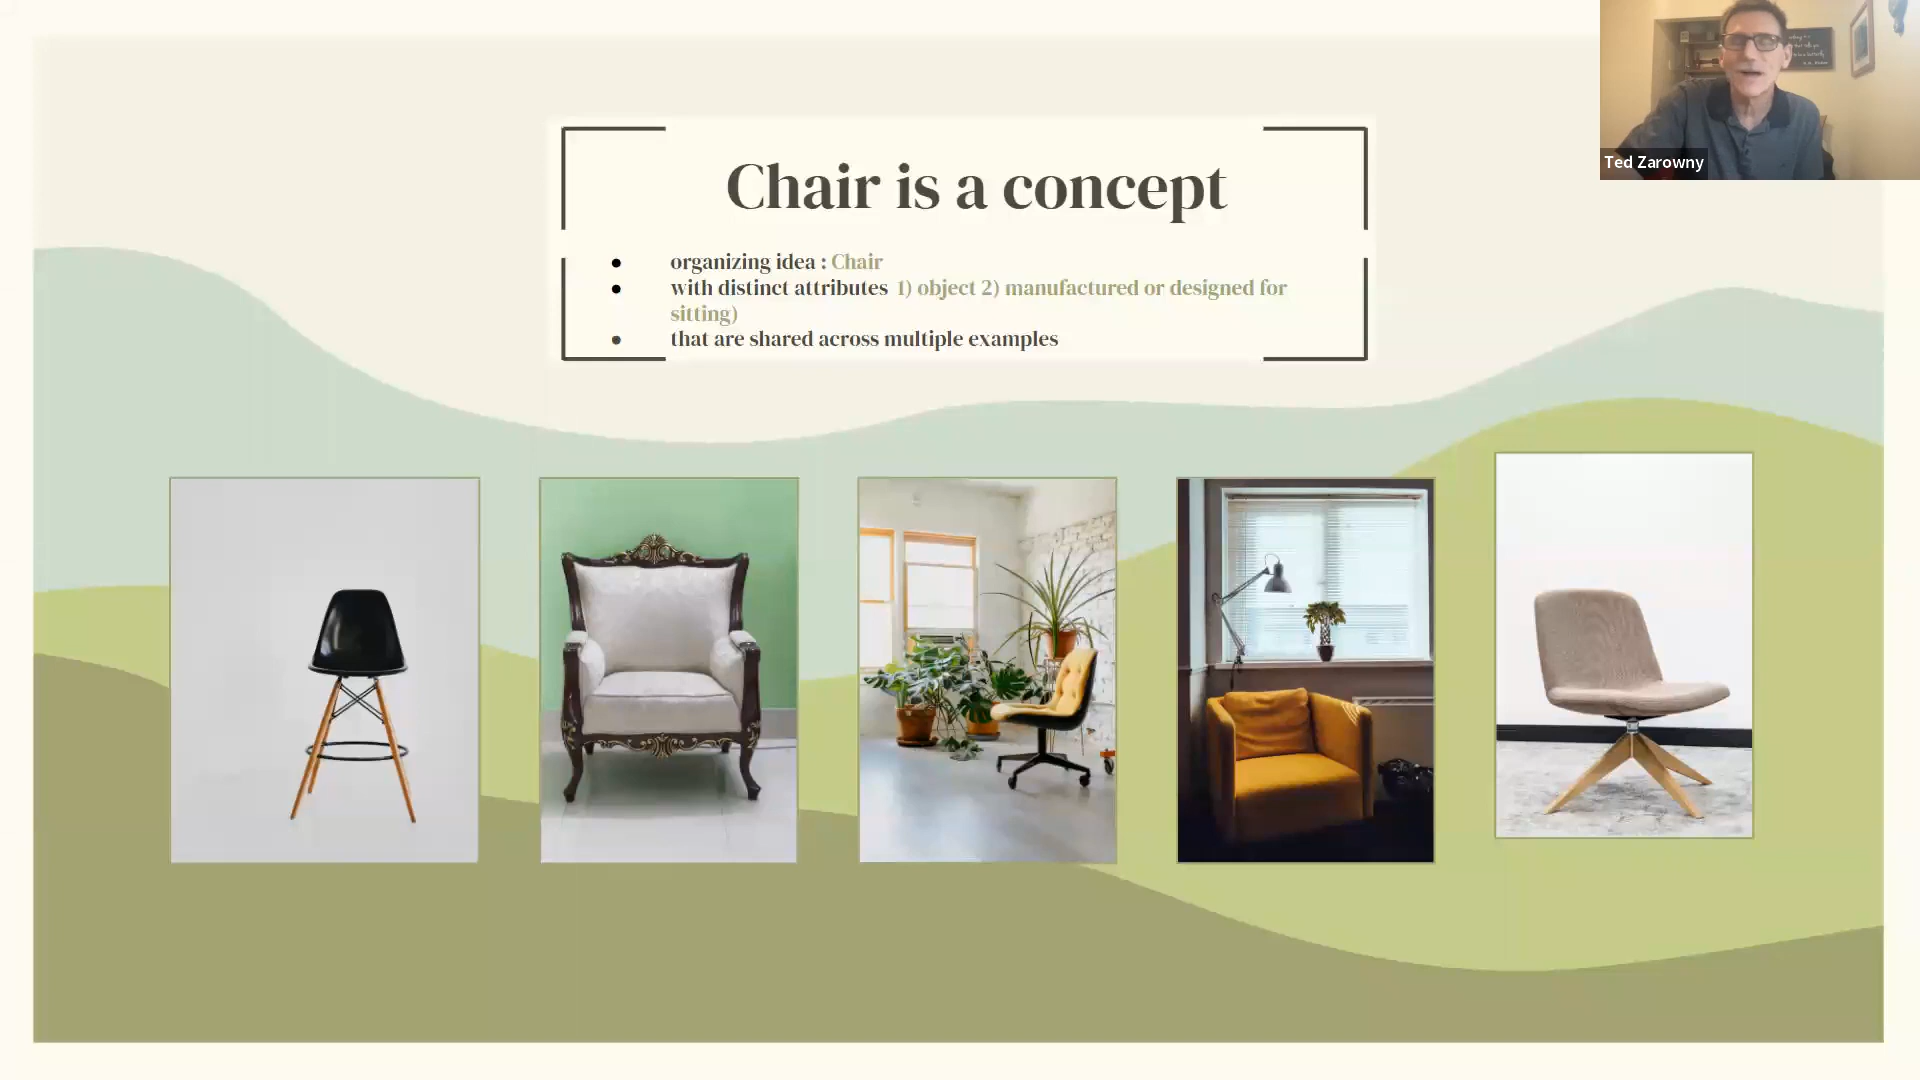 Chair is a concept
● organizing idea : Chair
● with distinct attributes 1) object 2) manufactured or designed for
sitting)
● that are shared across multiple examples
Ted Zarowny